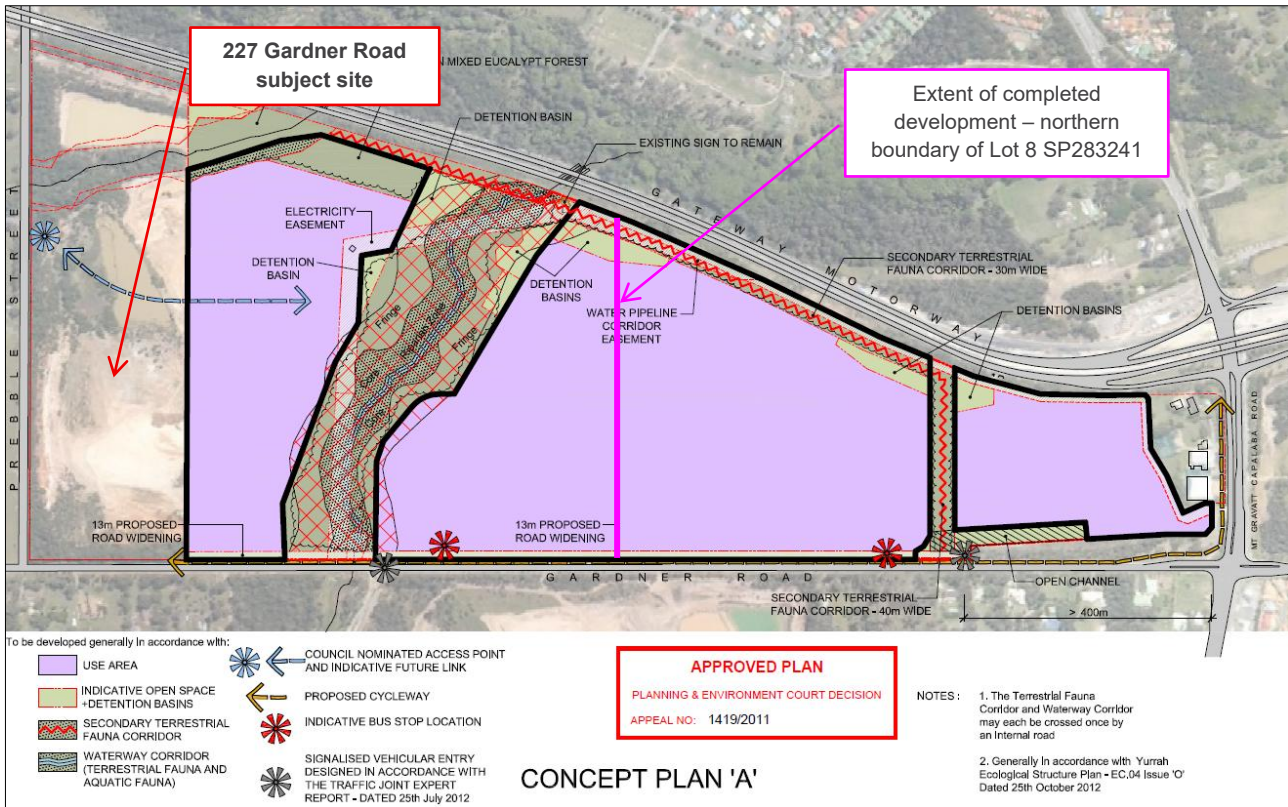 227 Gardner Road
subject site
N MIXED EUCALYPT FOREST
DETENTION BASIN
EXISTING SIGN TO REMAIN
Extent of completed
development – northern
boundary of Lot 8 SP283241
GATEWAY MOTORWAY
ELECTRICITY
EASEMENT
DETENTION
BASIN
Fringe
Fringe
DETENTION
BASINS
WATER PIPELINE
CORRIDOR
EASEMENT
SECONDARY TERRESTRIAL
FAUNA CORRIDOR - 30m WIDE
DETENTION BASINS
PREBBLE STREET
MT GRAVATT CAPALABA ROAD
13m PROPOSED
ROAD WIDENING
13m PROPOSED
ROAD WIDENING
GARDNER ROAD
OPEN CHANNEL
SECONDARY TERRESTRIAL
FAUNA CORRIDOR - 40m WIDE
> 400m
To be developed generally in accordance with:
USE AREA
INDICATIVE OPEN SPACE
+DETENTION BASINS
SECONDARY TERRESTRIAL
FAUNA CORRIDOR
WATERWAY CORRIDOR
(TERRESTRIAL FAUNA AND
AQUATIC FAUNA)
COUNCIL NOMINATED ACCESS POINT
AND INDICATIVE FUTURE LINK
PROPOSED CYCLEWAY
INDICATIVE BUS STOP LOCATION
SIGNALISED VEHICULAR ENTRY
DESIGNED IN ACCORDANCE WITH
THE TRAFFIC JOINT EXPERT
REPORT - DATED 25th JULY 2012
APPROVED PLAN
PLANNING & ENVIRONMENT COURT DECISION
APPEAL NO: 1419/2011
CONCEPT PLAN 'A'
NOTES : 1. The Terrestrial Fauna
Corridor and Waterway Corridor
may each be crossed once by
an Internal road
2. Generally in accordance with Yurrah
Ecological Structure Plan - EC.04 Issue 'O'
Dated 25th October 2012